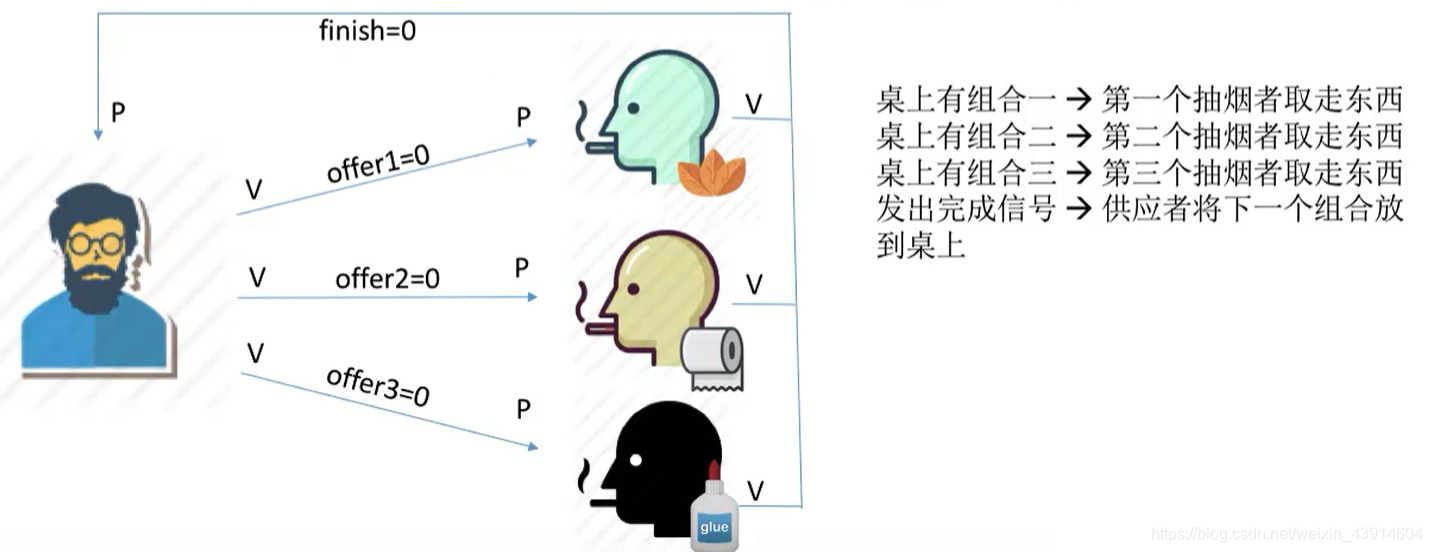 finish=0
P
V
offer1=0
P
V
V
offer2=0
P
V
V
offer3=0
P
V
glue
桌上有组合一 → 第一个抽烟者取走东西
桌上有组合二 → 第二个抽烟者取走东西
桌上有组合三 → 第三个抽烟者取走东西
发出完成信号 → 供应者将下一个组合放
到桌上
https://blog.csdn.net/weixin_43914604